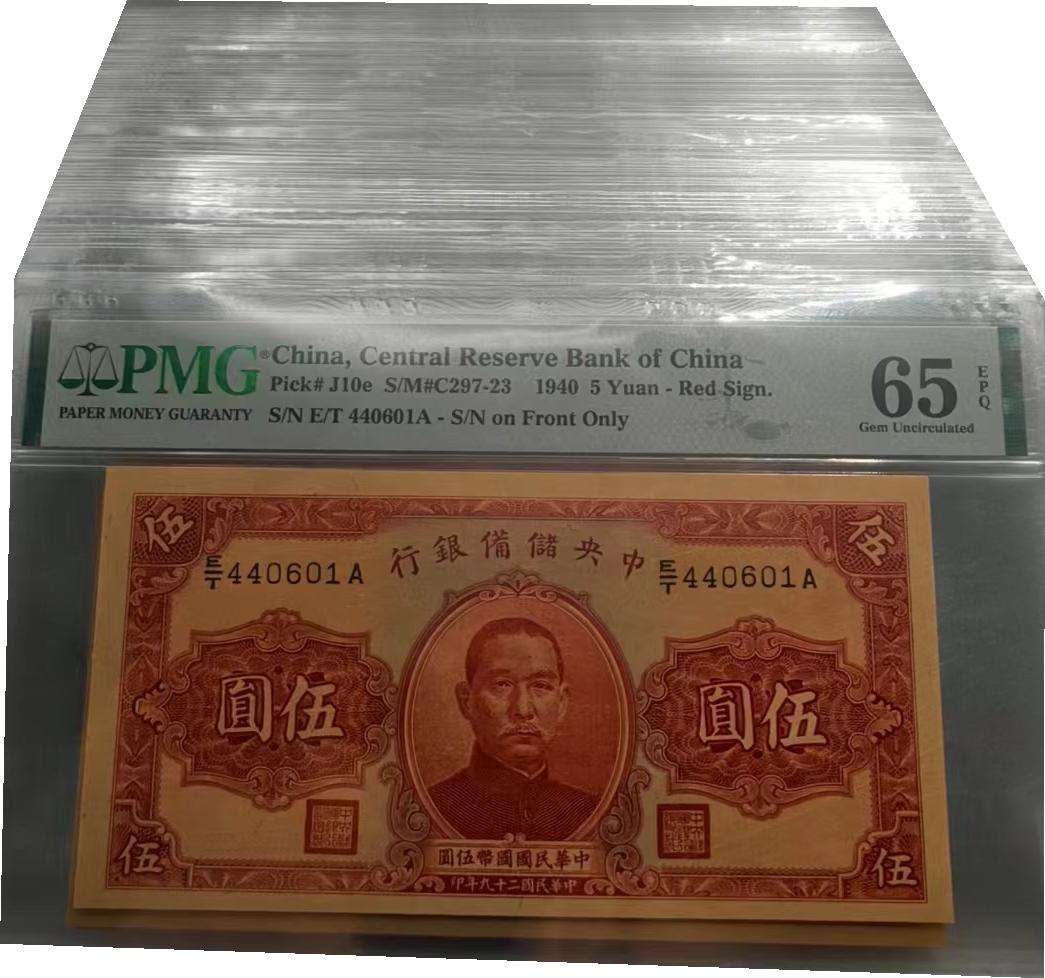 PMG® China, Central Reserve Bank of China
Pick# J10e S/M#C297-23 1940 5 Yuan - Red Sign.
PAPER MONEY GUARANTY S/N E/T 440601A - S/N on Front Only
65 EPQ
Gem Uncirculated
伍 伍
行銀備儲央中
E/T 440601A E/T 440601A
圓伍 圓伍
圓伍幣國國民華中
印年九十二國民華中
伍 伍